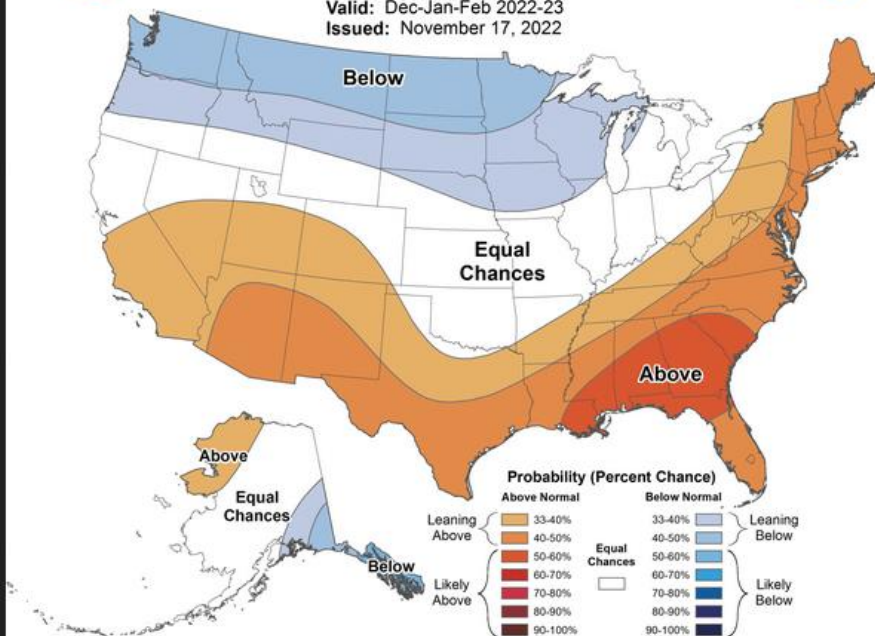 Valid: Dec-Jan-Feb 2022-23
Issued: November 17, 2022
Below
Equal
Chances
Above
Above
Equal
Chances
Below
Probability (Percent Chance)
Above Normal
Below Normal
Leaning
Above
33-40%
40-50%
Likely
Above
50-60%
60-70%
70-80%
80-90%
90-100%
Equal
Chances
33-40%
40-50%
Leaning
Below
50-60%
60-70%
70-80%
80-90%
90-100%
Likely
Below